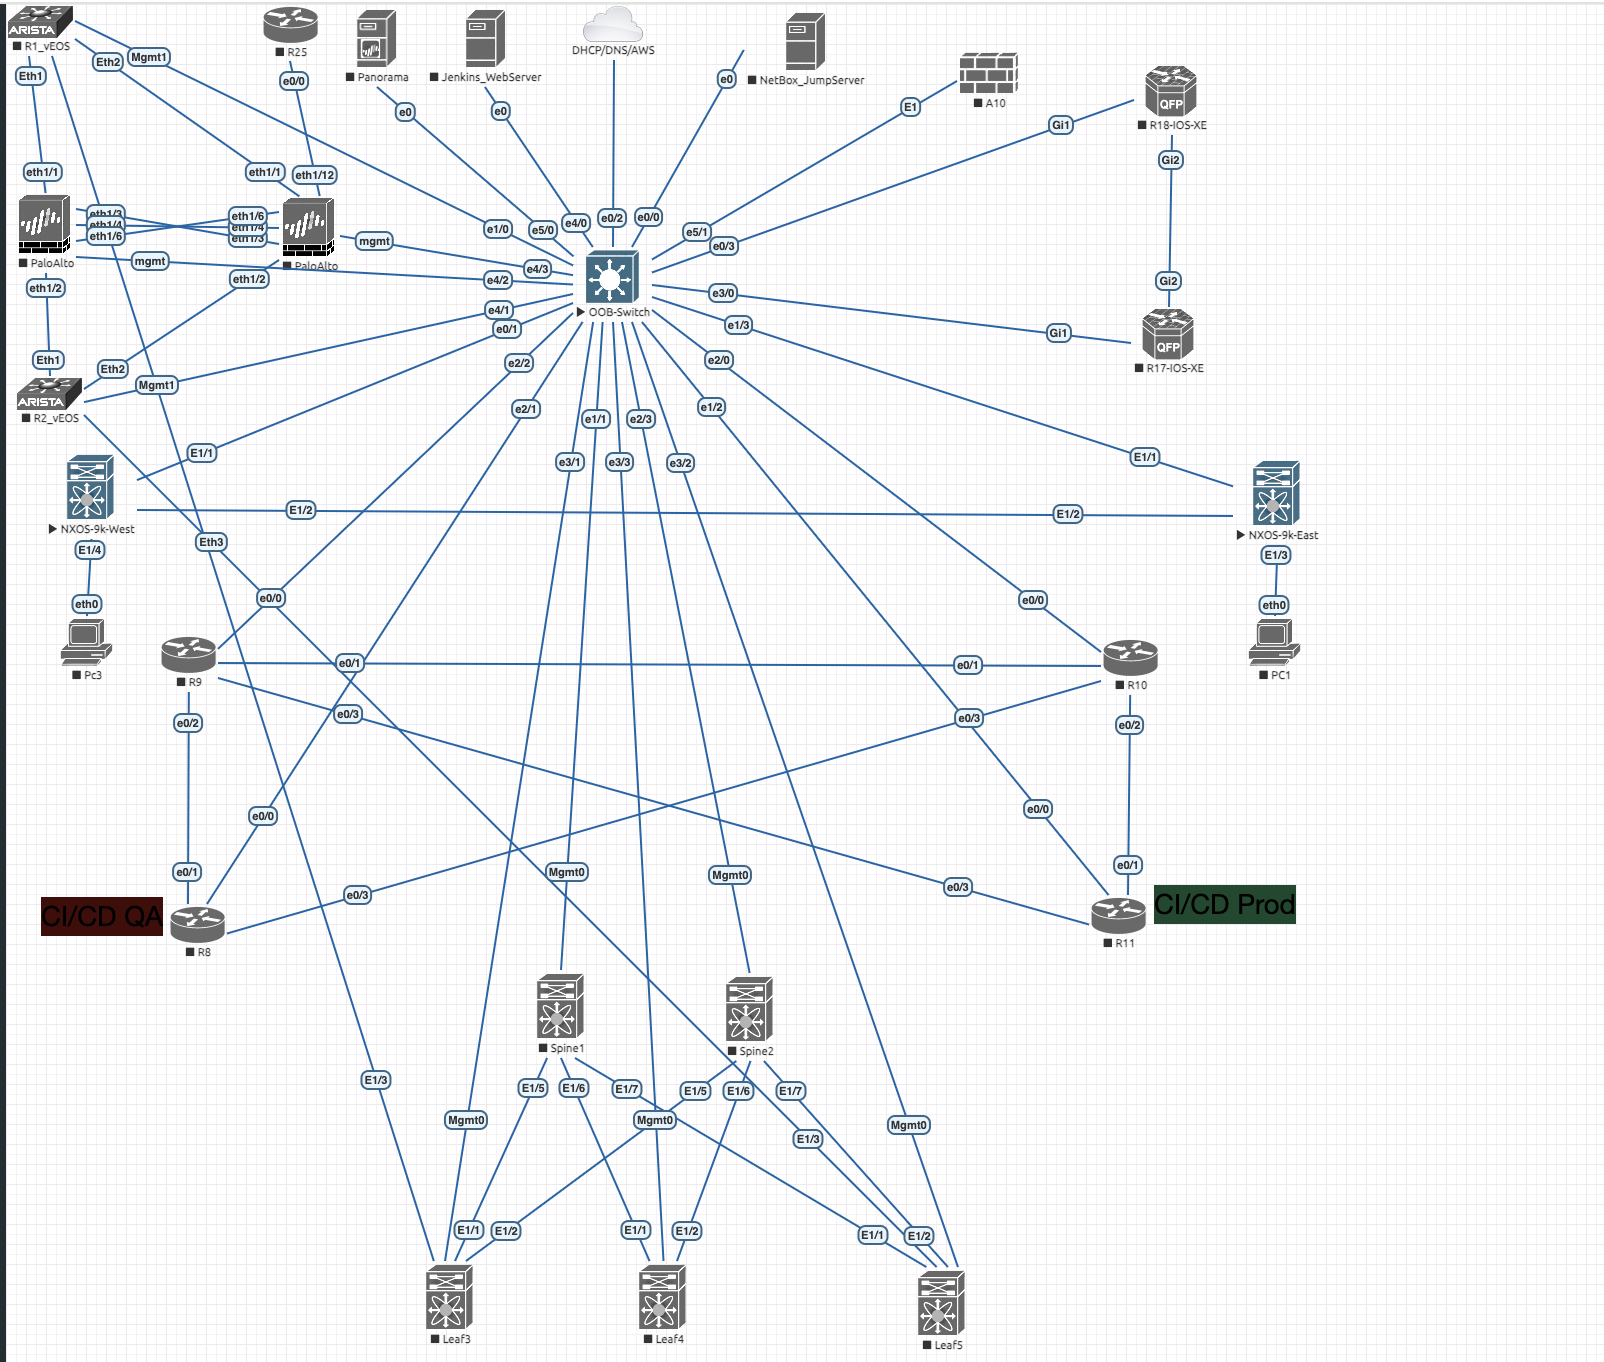 ARISTA
R1_vEOS
R25
Panorama
Jenkins_WebServer
DHCP/DNS/AWS
NetBox_JumpServer
A10
QFP
R18-IOS-XE
Eth1
Eth2
Mgmt1
e0/0
e0
e0
e0
E1
Gi1
Gi2
eth1/1
eth1/1
eth1/12
eth1/3
eth1/4
eth1/6
eth1/6
eth1/4
eth1/3
e1/0
e5/0
e4/0
e0/2
e0/0
e5/1
e0/3
PaloAlto
mgmt
PaloAlto
mgmt
e4/3
e4/2
eth1/2
eth1/2
e4/1
e0/1
OOB-Switch
e3/0
e1/3
Gi2
Gi1
QFP
R17-IOS-XE
Eth1
Eth2
Mgmt1
e2/2
e2/0
ARISTA
R2_vEOS
e2/1
e1/1
e2/3
e1/2
E1/1
e3/1
e3/3
e3/2
E1/1
NXOS-9k-West
E1/2
E1/2
NXOS-9k-East
E1/4
Eth3
E1/3
eth0
e0/0
e0/0
eth0
Pc3
R9
e0/1
e0/1
R10
PC1
e0/2
e0/3
e0/3
e0/2
e0/0
e0/0
e0/1
Mgmt0
Mgmt0
e0/1
CI/CD QA
R8
e0/3
e0/3
R11
CI/CD Prod
Spine1
Spine2
E1/3
E1/5
E1/6
E1/7
E1/5
E1/6
E1/7
Mgmt0
Mgmt0
E1/3
Mgmt0
E1/1
E1/2
E1/1
E1/2
E1/1
E1/2
Leaf3
Leaf4
Leaf5